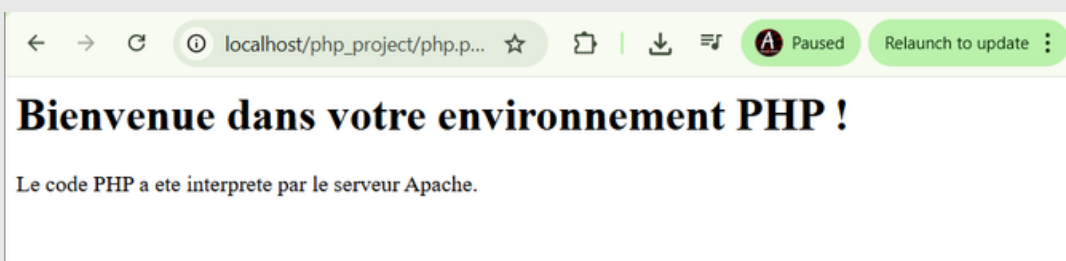 localhost/php_project/php.p... A Paused Relaunch to update
Bienvenue dans votre environnement PHP !
Le code PHP a ete interprete par le serveur Apache.